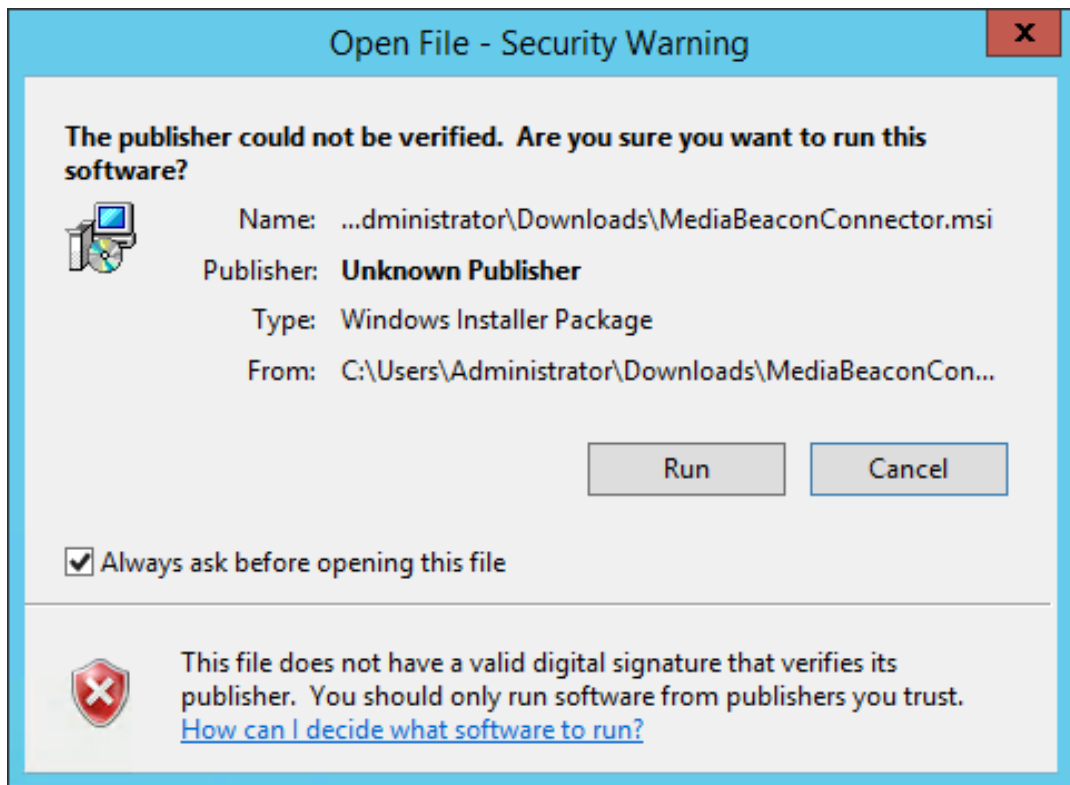 Open File - Security Warning
x
The publisher could not be verified.  Are you sure you want to run this
software?
Name: ...dministrator\Downloads\MediaBeaconConnector.msi
Publisher: Unknown Publisher
Type: Windows Installer Package
From: C:\Users\Administrator\Downloads\MediaBeaconCon...
Run Cancel
Always ask before opening this file
This file does not have a valid digital signature that verifies its
publisher.  You should only run software from publishers you trust.
How can I decide what software to run?